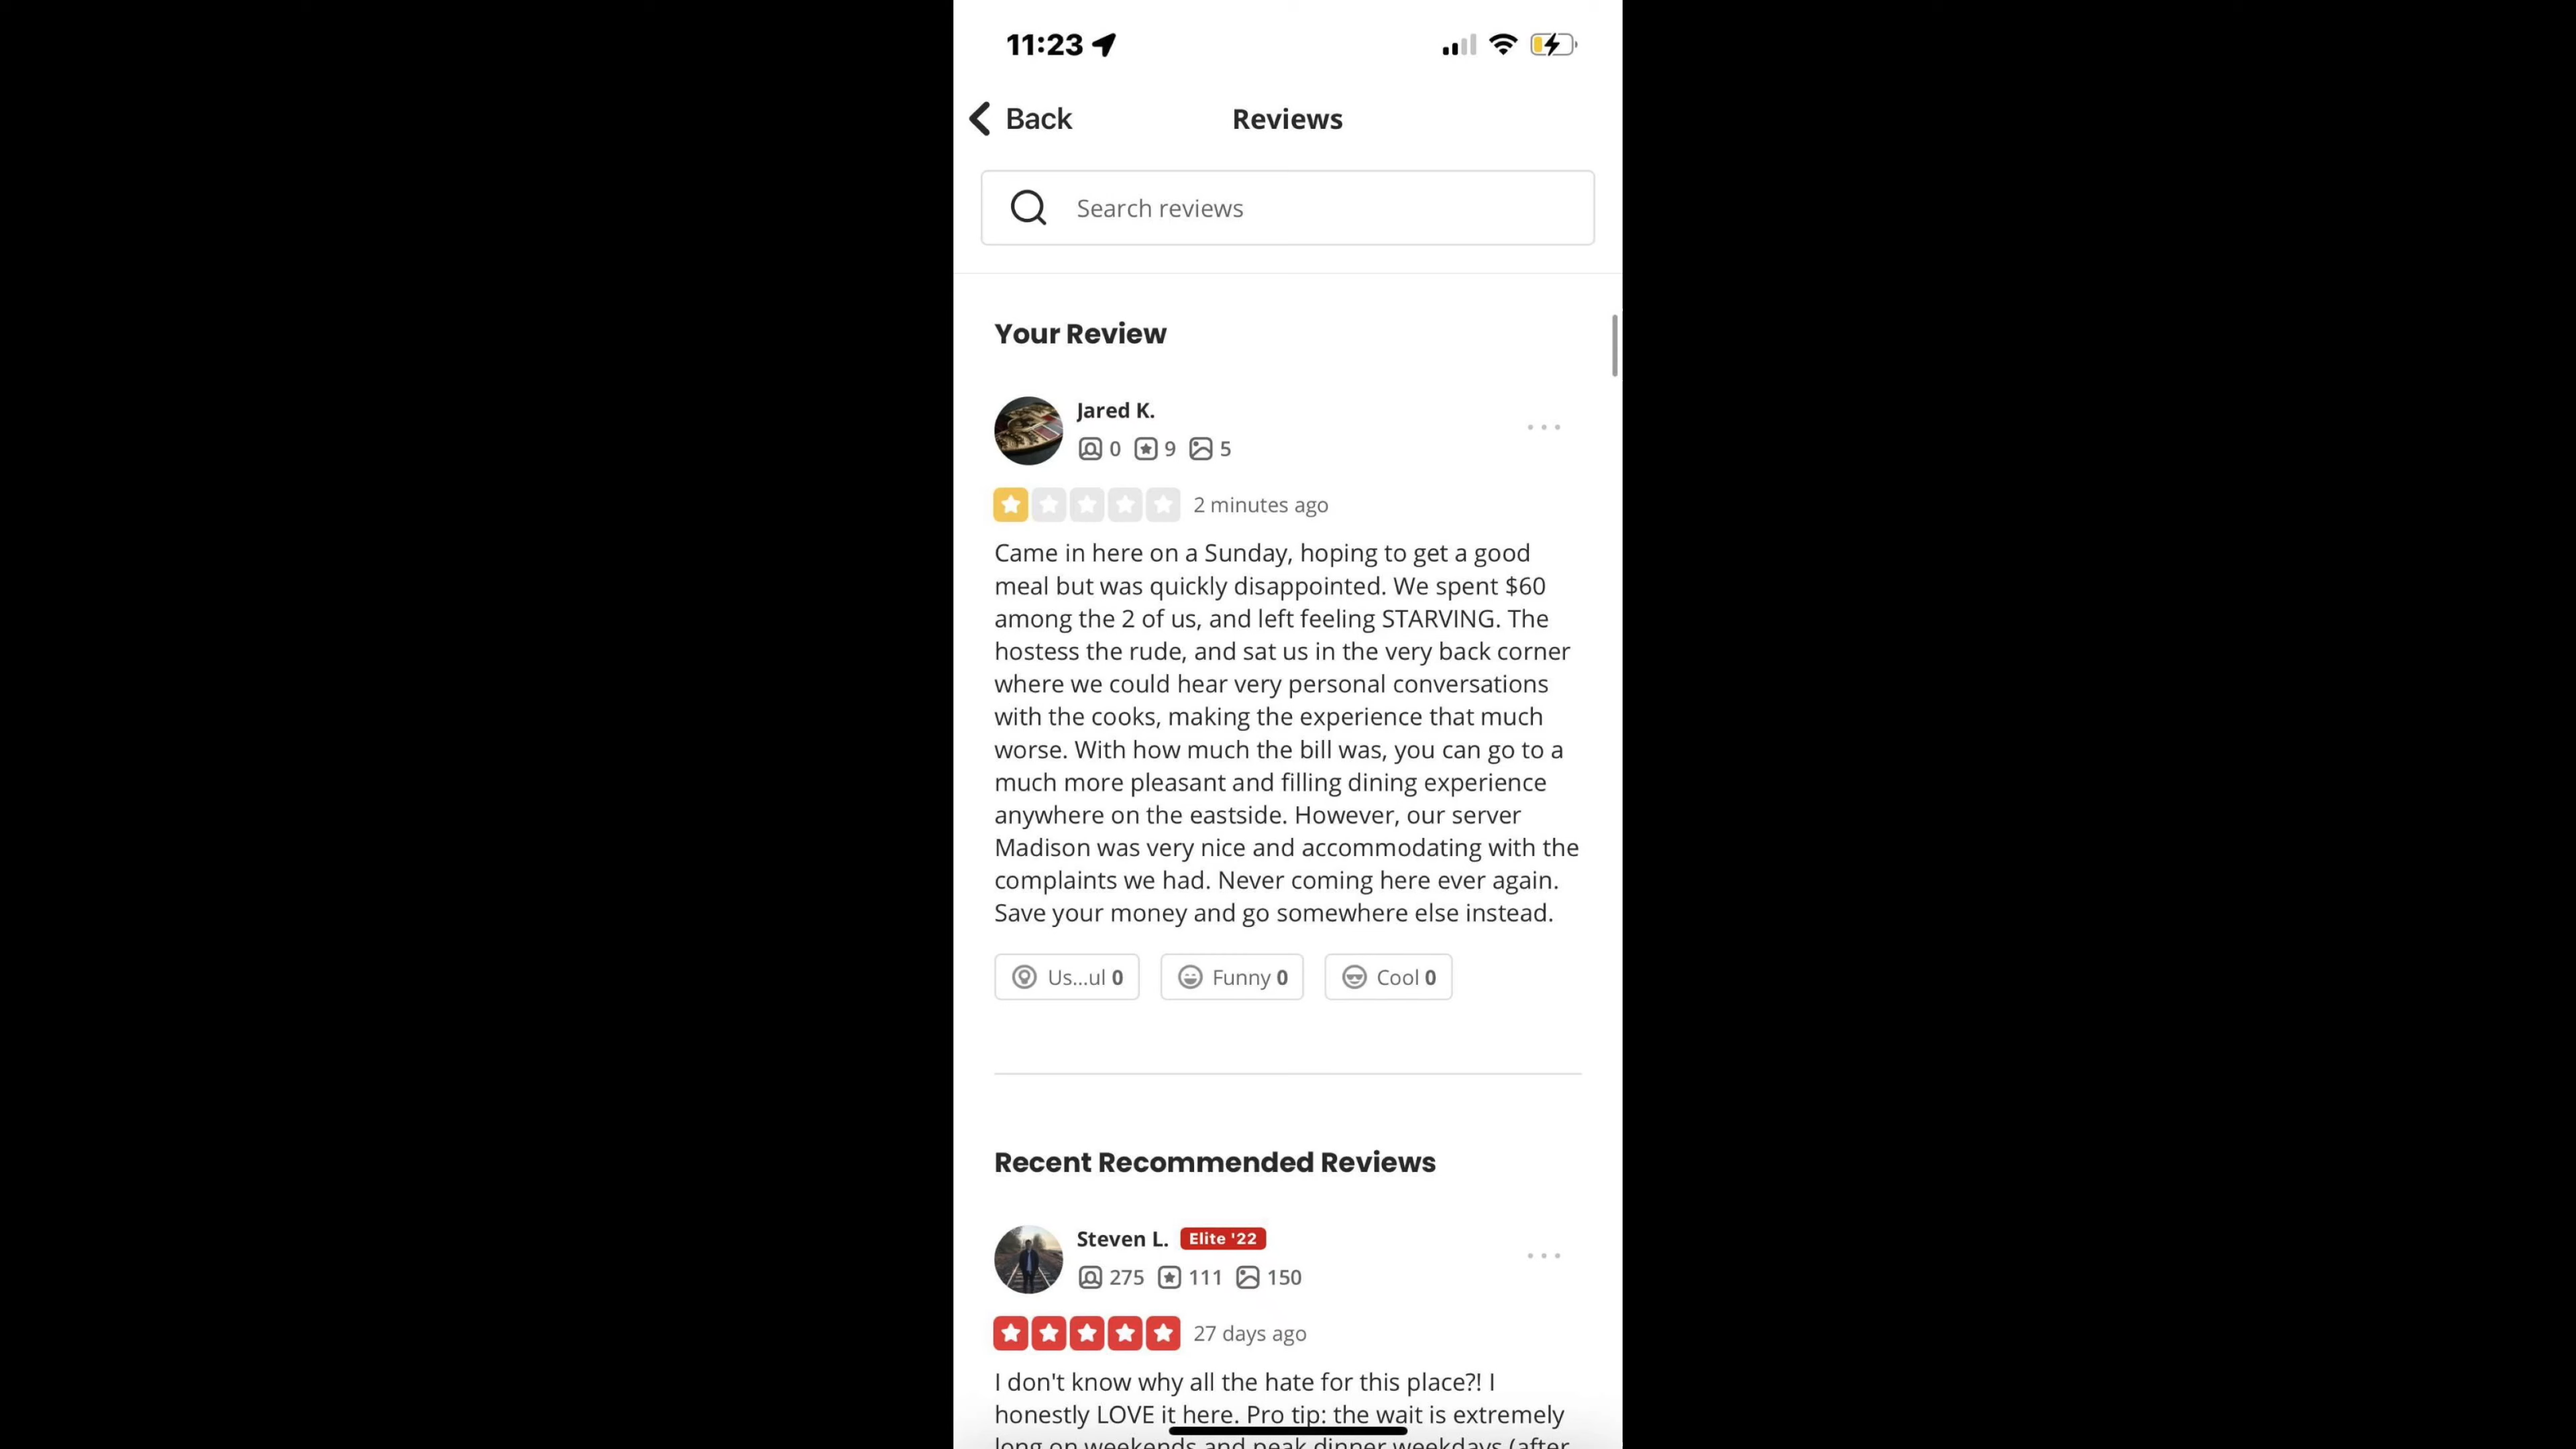 11:23
Back
Reviews
Search reviews
Your Review
Jared K.
0 9 5
2 minutes ago
Came in here on a Sunday, hoping to get a good
meal but was quickly disappointed. We spent $60
among the 2 of us, and left feeling STARVING. The
hostess the rude, and sat us in the very back corner
where we could hear very personal conversations
with the cooks, making the experience that much
worse. With how much the bill was, you can go to a
much more pleasant and filling dining experience
anywhere on the eastside. However, our server
Madison was very nice and accommodating with the
complaints we had. Never coming here ever again.
Save your money and go somewhere else instead.
Us...ul 0 Funny 0 Cool 0
Recent Recommended Reviews
Steven L. Elite '22
275 111 150
27 days ago
I don't know why all the hate for this place?! I
honestly LOVE it here. Pro tip: the wait is extremely
long on weekends and peak dinner weekdays (after